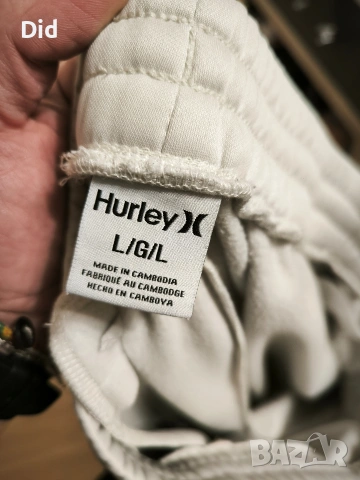 Did
Hurley
L/G/L
MADE IN CAMBODIA
FABRIQUÉ AU CAMBODGE
HECHO EN CAMBOYA
BAZAR